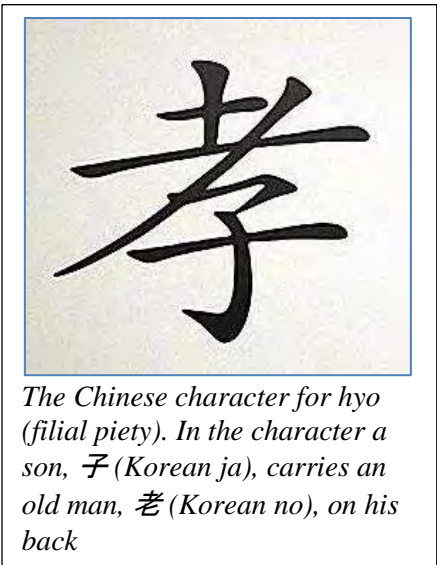 孝
The Chinese character for hyo
(filial piety). In the character a
son, 子 (Korean ja), carries an
old man, 老 (Korean no), on his
back